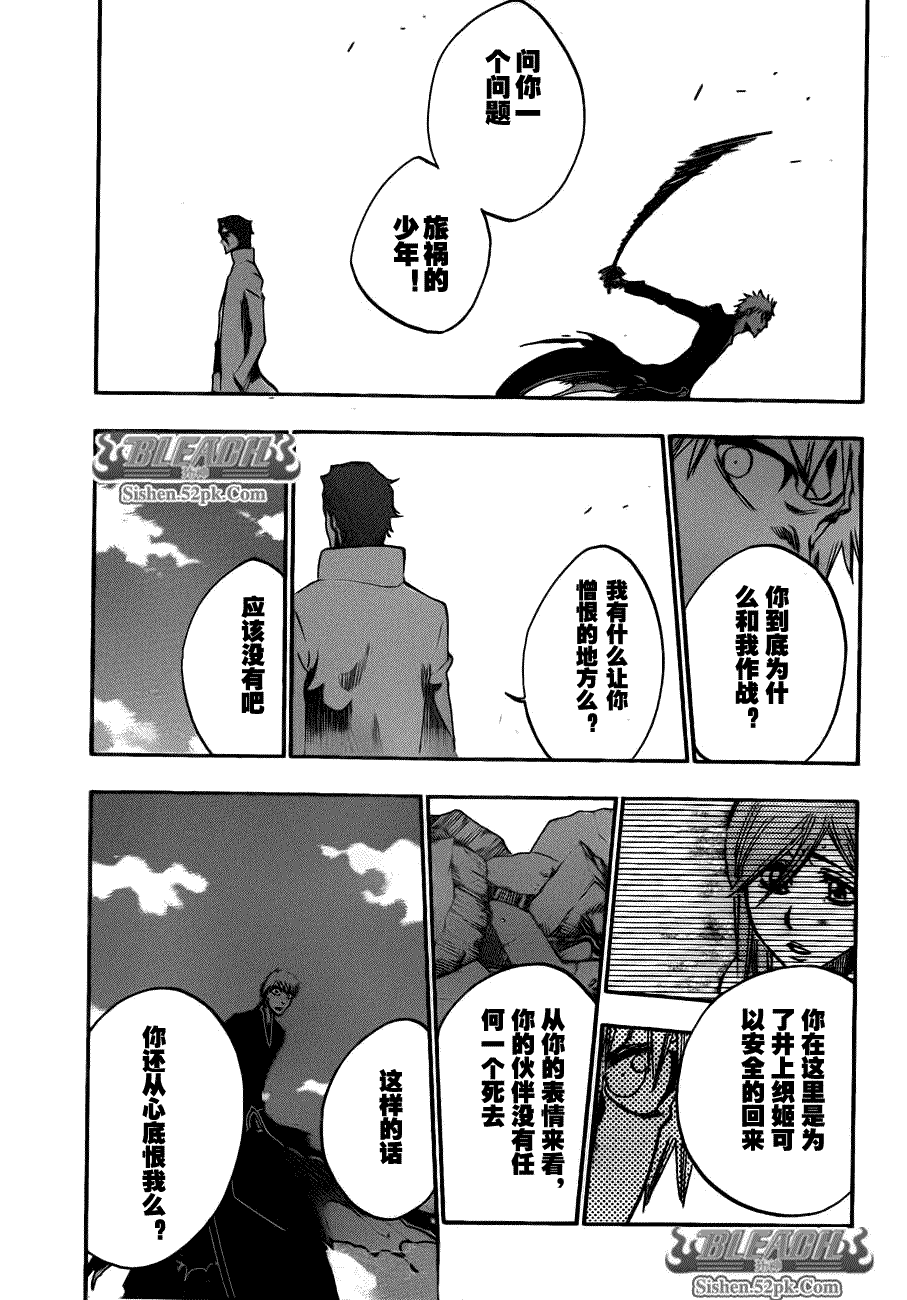 问你一
个问题
旅祸的
少年！
BLEACH
死神
Sishen.52pk.Com
你到底为什
么和我作战？
我有什么让你
憎恨的地方么？
应该没有吧
你在这里是为
了井上织姬可
以安全的回来
从你的表情来看，
你的伙伴没有任
何一个死去
这样的话
你还从心底恨我么？
BLEACH
死神
Sishen.52pk.Com